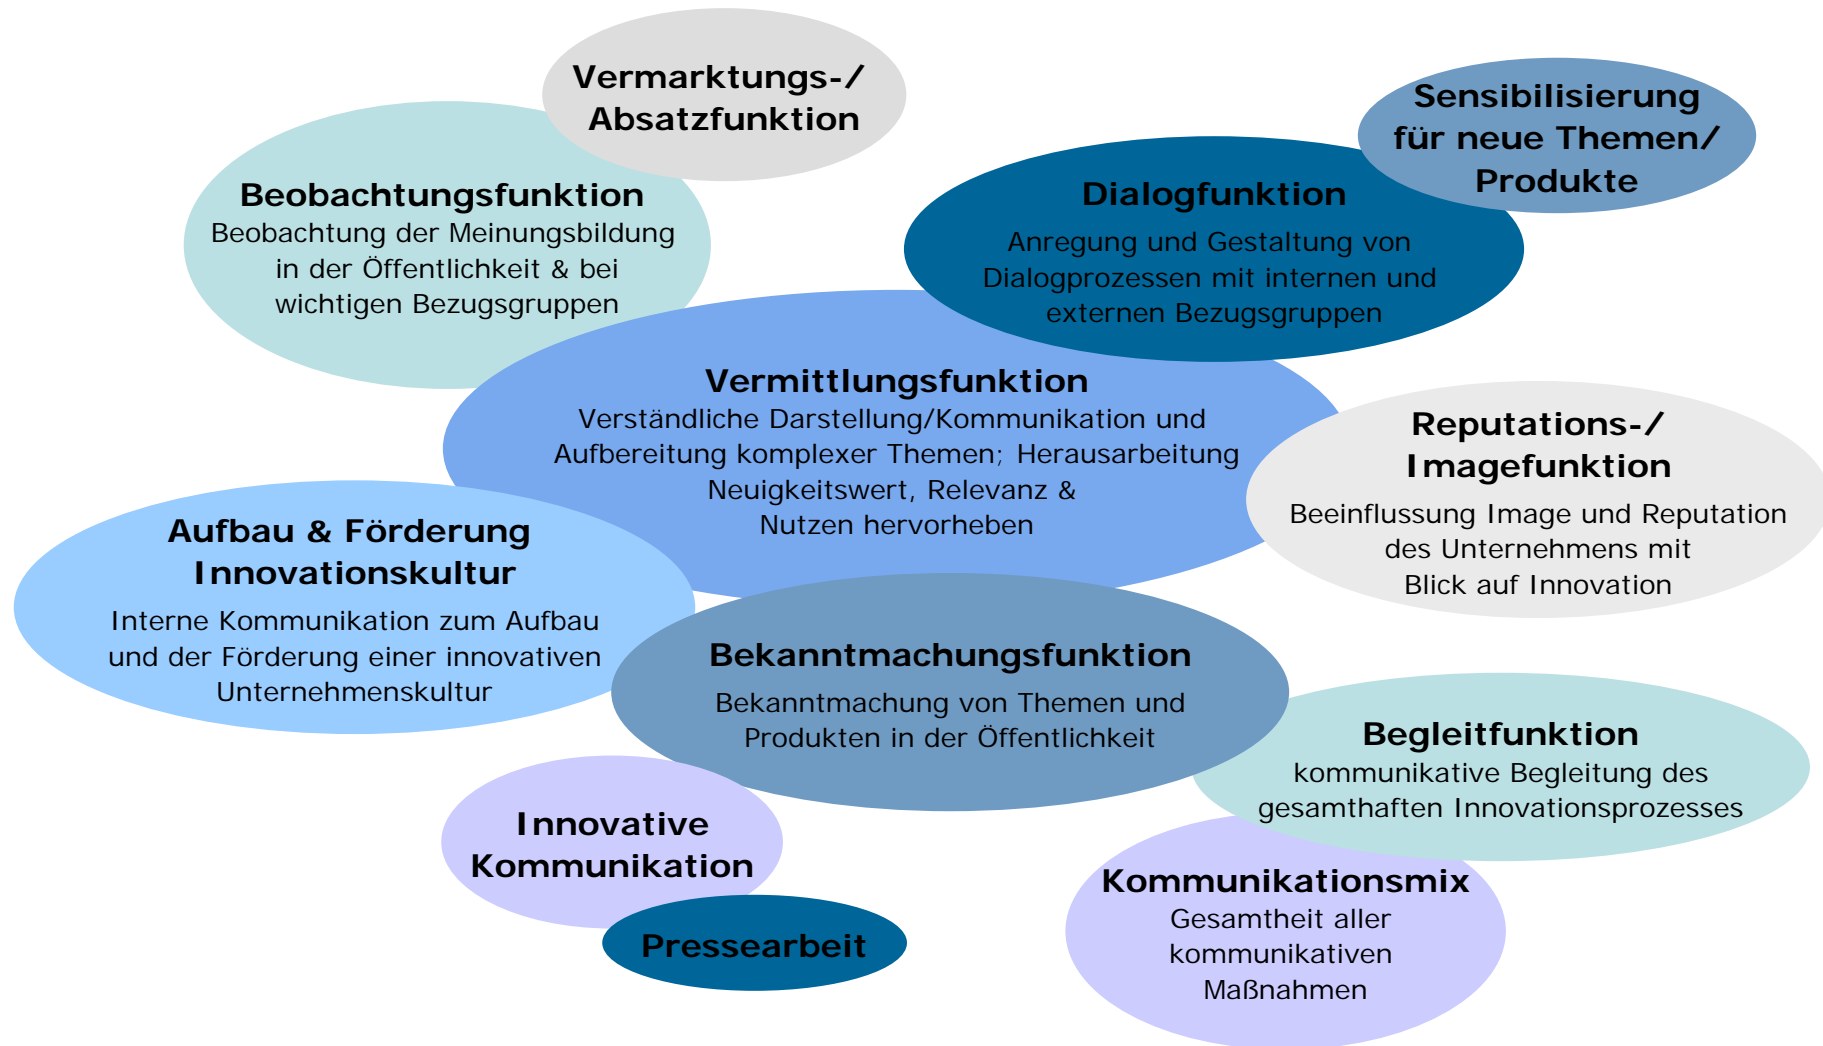 Vermarktungs-/
Absatzfunktion
Sensibilisierung
für neue Themen/
Produkte
Beobachtungsfunktion
Beobachtung der Meinungsbildung
in der Öffentlichkeit & bei
wichtigen Bezugsgruppen
Dialogfunktion
Anregung und Gestaltung von
Dialogprozessen mit internen und
externen Bezugsgruppen
Vermittlungsfunktion
Verständliche Darstellung/Kommunikation und
Aufbereitung komplexer Themen; Herausarbeitung
Neuigkeitswert, Relevanz &
Nutzen hervorheben
Reputations-/
Imagefunktion
Beeinflussung Image und Reputation
des Unternehmens mit
Blick auf Innovation
Aufbau & Förderung
Innovationskultur
Interne Kommunikation zum Aufbau
und der Förderung einer innovativen
Unternehmenskultur
Bekanntmachungsfunktion
Bekanntmachung von Themen und
Produkten in der Öffentlichkeit
Begleitfunktion
kommunikative Begleitung des
gesamthaften Innovationsprozesses
Innovative
Kommunikation
Pressearbeit
Kommunikationsmix
Gesamtheit aller
kommunikativen
Maßnahmen